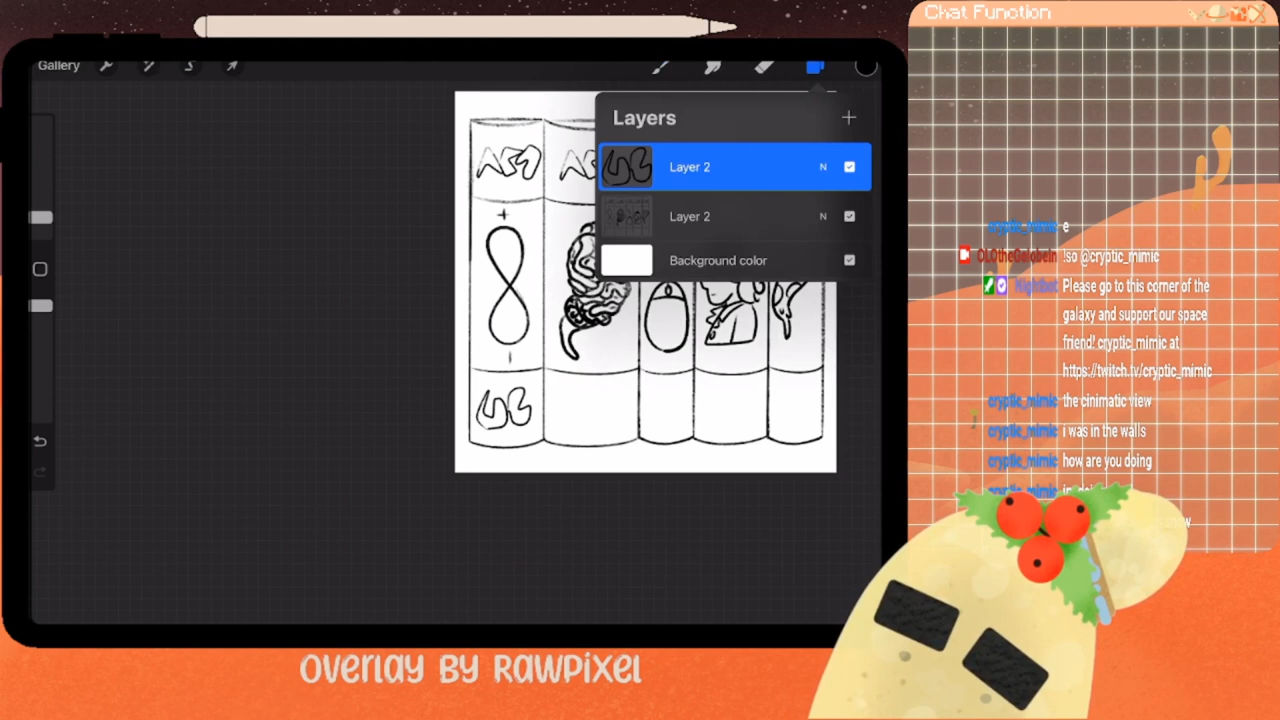 Chat Function
Gallery
Layers
Layer 2
N
Layer 2
N
Background color
cryptic_mimic e
OLOtheGolobein !so @cryptic_mimic
Nightbot Please go to this corner of the
galaxy and support our space
friend! cryptic_mimic at
https://twitch.tv/cryptic_mimic
cryptic_mimic the cinimatic view
cryptic_mimic i was in the walls
cryptic_mimic how are you doing
cryptic_mimic
OVERLAY BY RAWPIXEL